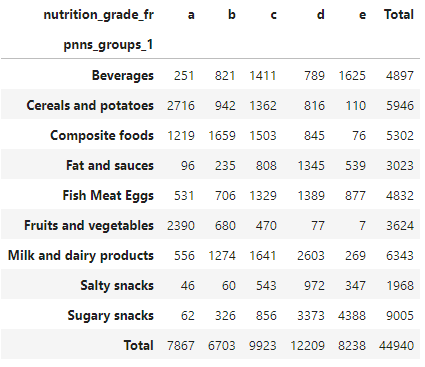 nutrition_grade_fr a b c d e Total
pnns_groups_1
Beverages 251 821 1411 789 1625 4897
Cereals and potatoes 2716 942 1362 816 110 5946
Composite foods 1219 1659 1503 845 76 5302
Fat and sauces 96 235 808 1345 539 3023
Fish Meat Eggs 531 706 1329 1389 877 4832
Fruits and vegetables 2390 680 470 77 7 3624
Milk and dairy products 556 1274 1641 2603 269 6343
Salty snacks 46 60 543 972 347 1968
Sugary snacks 62 326 856 3373 4388 9005
Total 7867 6703 9923 12209 8238 44940